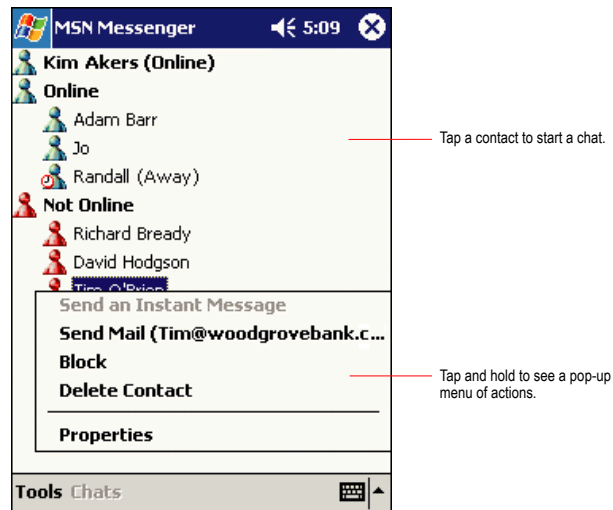 MSN Messenger 5:09
Kim Akers (Online)
Online
Adam Barr
Jo
Randall (Away)
Not Online
Richard Bready
David Hodgson
Tim O'Brien
Send an Instant Message
Send Mail (Tim@woodgrovebank.c...
Block
Delete Contact
Properties
Tools Chats
Tap a contact to start a chat.
Tap and hold to see a pop-up
menu of actions.